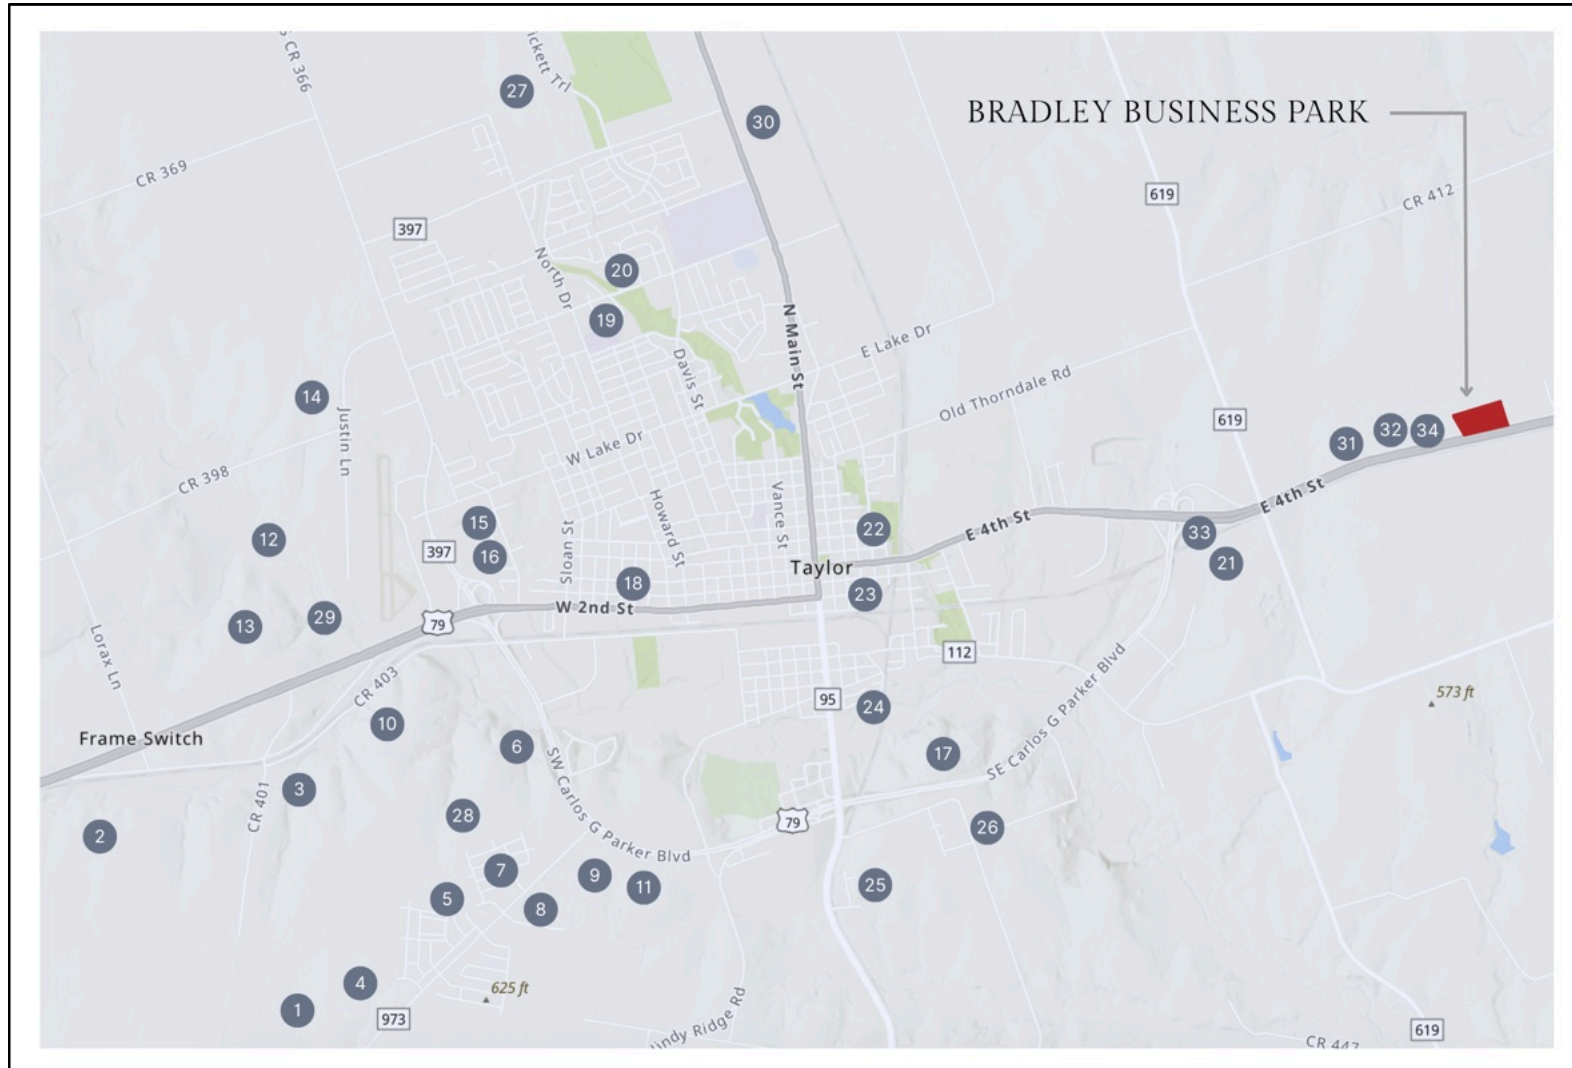 S CR 366
ickett Trl
27
30
BRADLEY BUSINESS PARK
CR 369
619
CR 412
397
North Dr
20
19
N Main St
E Lake Dr
Davis St
Old Thorndale Rd
14
Justin Ln
W Lake Dr
619
31
32
34
CR 398
Howard St
Vance St
E 4th St
E 4th St
15
22
12
397
16
Sloan St
33
21
Taylor
18
W 2nd St
23
13
29
79
Lorax Ln
112
CR 403
SE Carlos G Parker Blvd
95
24
573 ft
10
Frame Switch
6
17
SW Carlos G Parker Blvd
3
CR 401
28
79
26
2
7
9
11
25
5
8
4
625 ft
1
973
indy Ridge Rd
619
CR 447